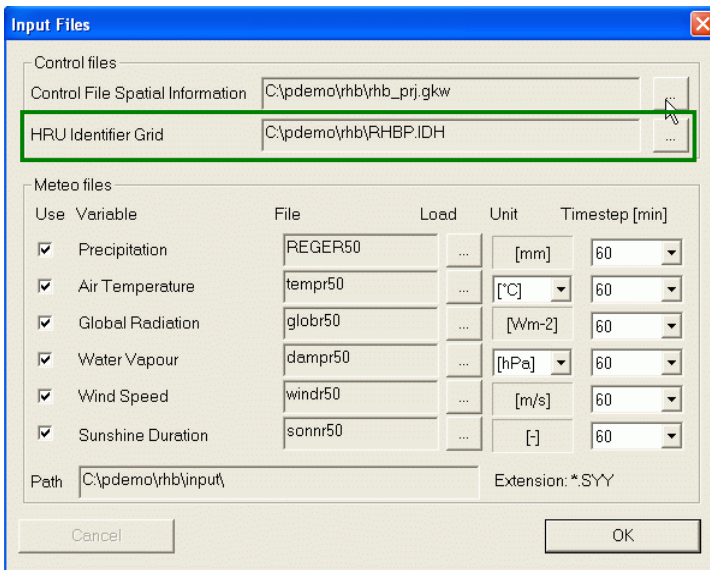 Input Files
Control files
Control File Spatial Information C:\pdemo\rhb\rhb_prj.gkw ...
HRU Identifier Grid C:\pdemo\rhb\RHBP.IDH ...
Meteo files
Use Variable File Load Unit Timestep [min]
Precipitation REGER50 ... [mm] 60
Air Temperature tempr50 ... [°C] 60
Global Radiation globr50 ... [Wm-2] 60
Water Vapour dampr50 ... [hPa] 60
Wind Speed windr50 ... [m/s] 60
Sunshine Duration sonnr50 ... [-] 60
Path C:\pdemo\rhb\input\ Extension: *.SYY
Cancel OK